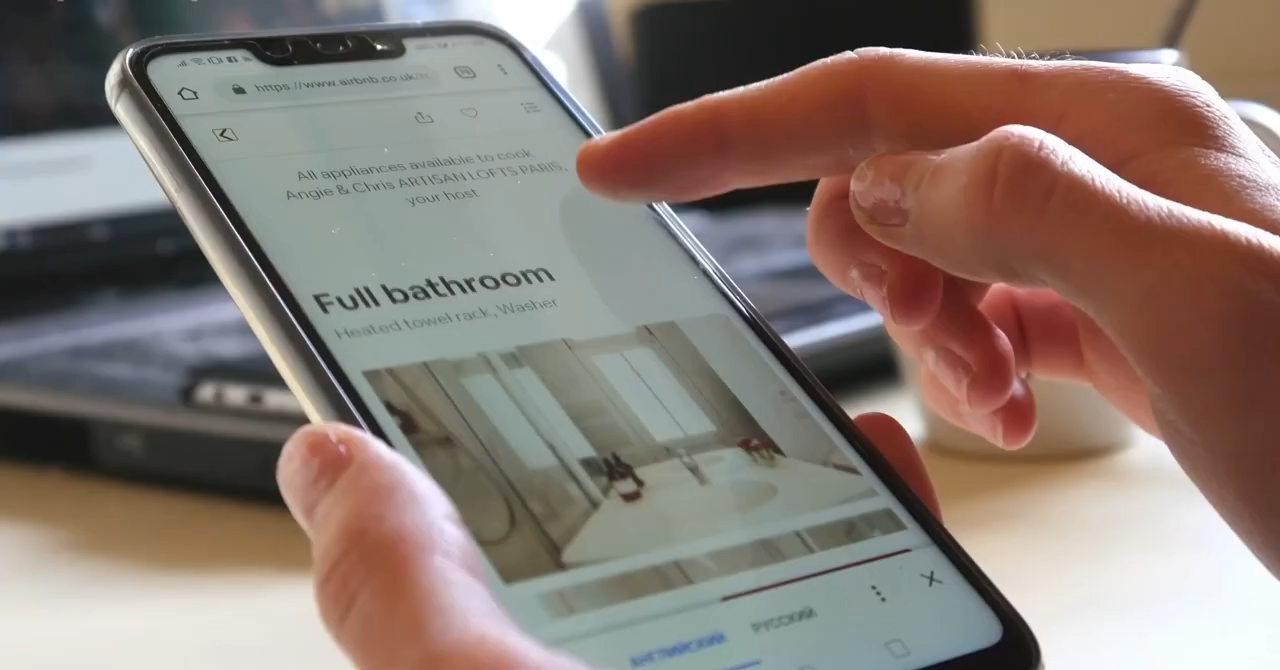 https://www.airbnb.co.uk/r
All appliances available to cook
Angie & Chris ARTISAN LOFTS PARIS,
your host
Full bathroom
Heated towel rack, Washer
АНГЛИЙСКИЙ
РУССКИЙ